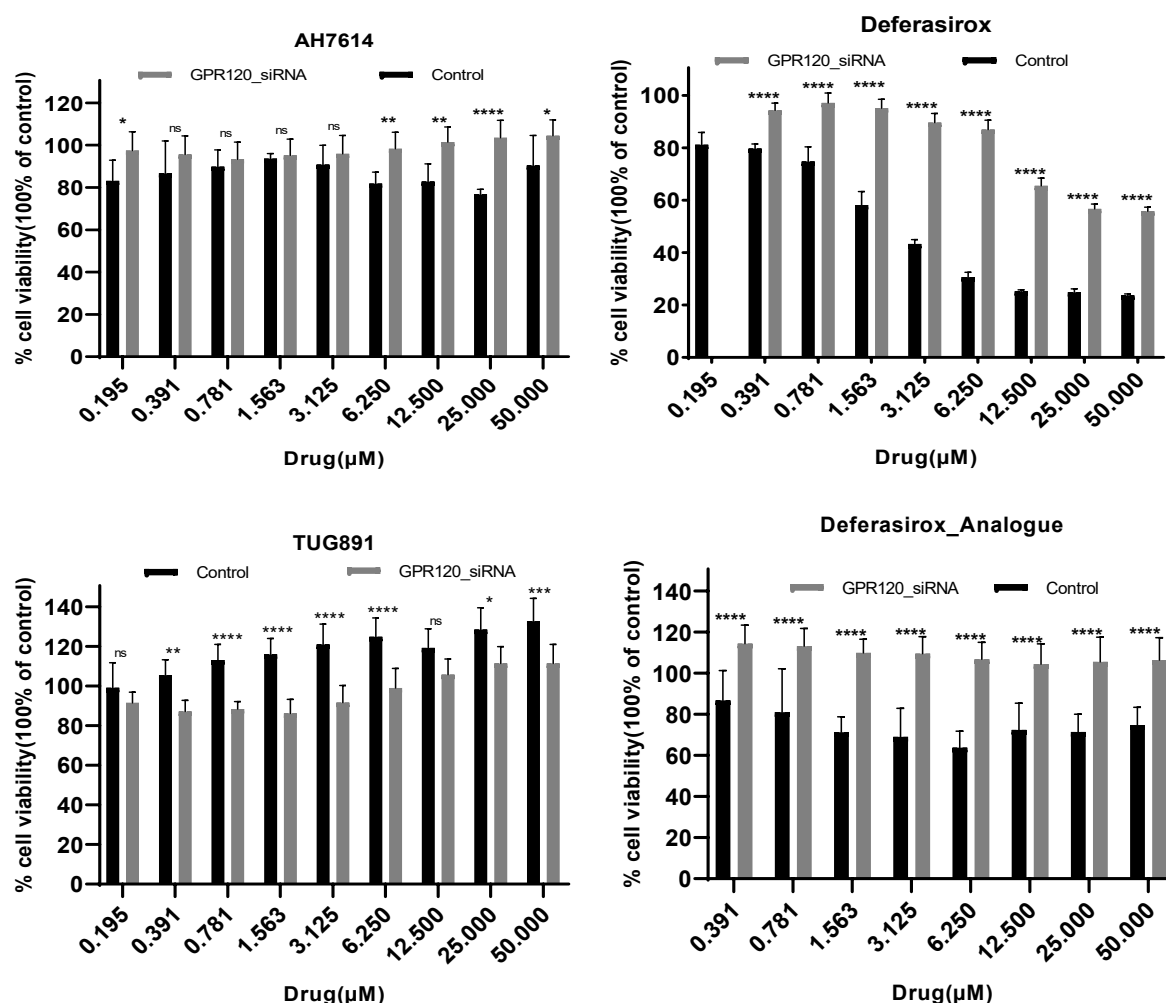 AH7614
GPR120_siRNA Control
% cell viability(100% of control)
120
100
80
60
40
20
0
* ns ns ns ns ** ** **** *
0.195 0.391 0.781 1.563 3.125 6.250 12.500 25.000 50.000
Drug(µM)
Deferasirox
GPR120_siRNA Control
% cell viability(100% of control)
100
80
60
40
20
0
**** **** **** **** **** **** **** ****
0.195 0.391 0.781 1.563 3.125 6.250 12.500 25.000 50.000
Drug(µM)
TUG891
Control GPR120_siRNA
% cell viability(100% of control)
140
120
100
80
60
40
20
0
ns ** **** **** **** **** ns * ***
0.195 0.391 0.781 1.563 3.125 6.250 12.500 25.000 50.000
Drug(µM)
Deferasirox_Analogue
GPR120_siRNA Control
% cell viability(100% of control)
140
120
100
80
60
40
20
0
**** **** **** **** **** **** **** ****
0.391 0.781 1.563 3.125 6.250 12.500 25.000 50.000
Drug(µM)